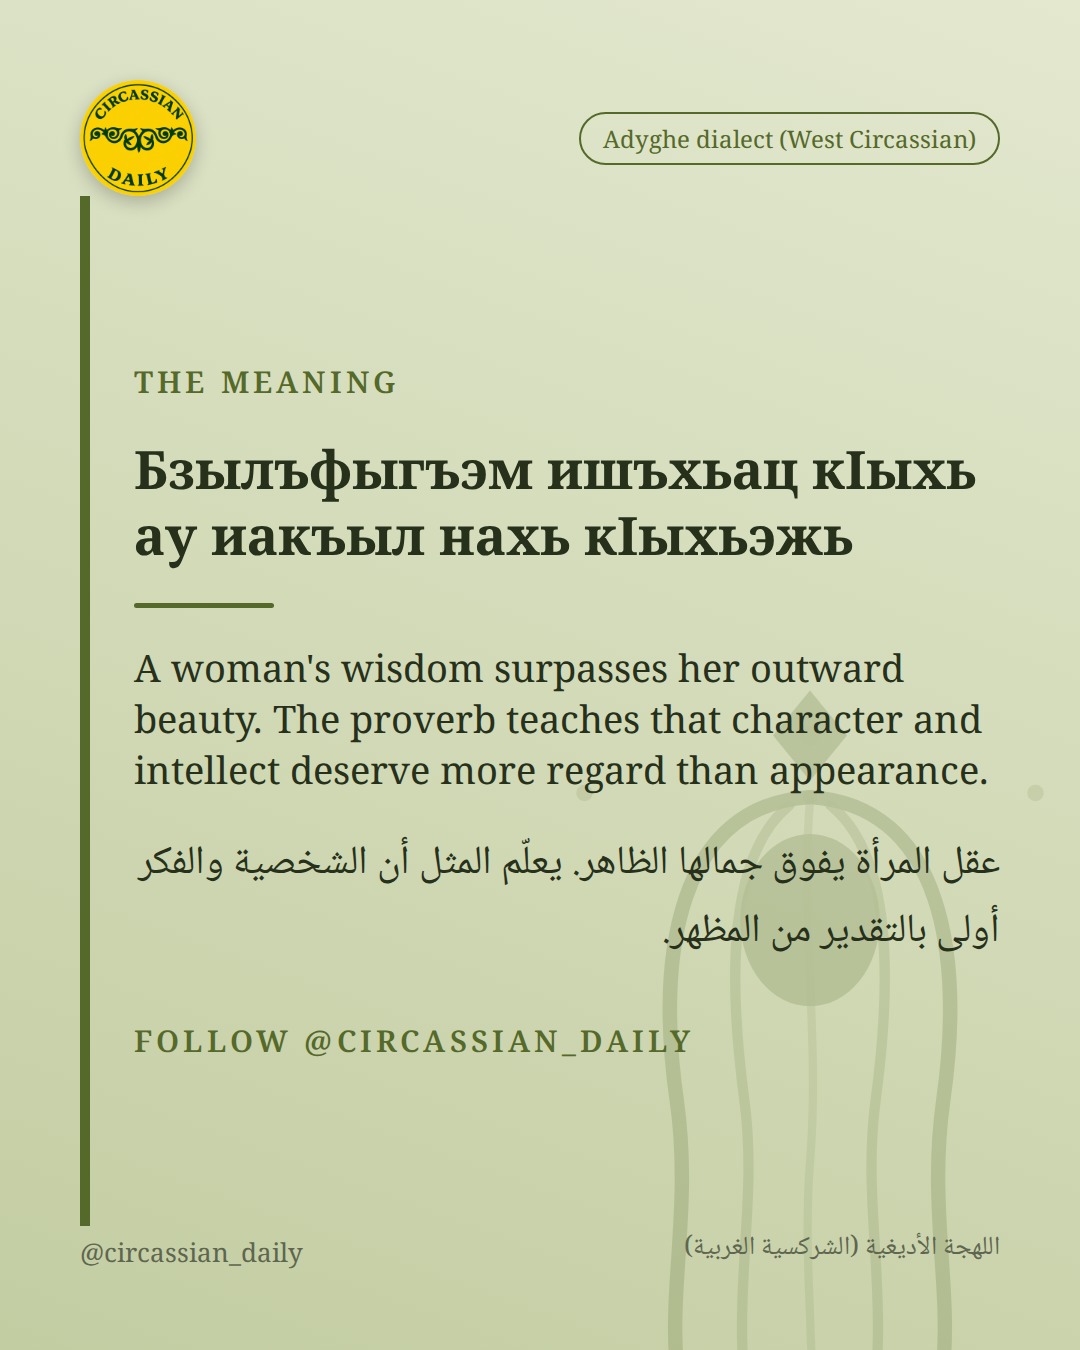 CIRCASSIAN
DAILY
Adyghe dialect (West Circassian)
THE MEANING
Бзылъфыгъэм ишъхьац кӏыхь
ау иакъыл нахь кӏыхьэжь
A woman's wisdom surpasses her outward
beauty. The proverb teaches that character and
intellect deserve more regard than appearance.
عقل المرأة يفوق جمالها الظاهر. يعلّم المثل أن الشخصية والفكر
أولى بالتقدير من المظهر.
FOLLOW @CIRCASSIAN_DAILY
@circassian_daily
اللهجة الأديغية (الشركسية الغربية)